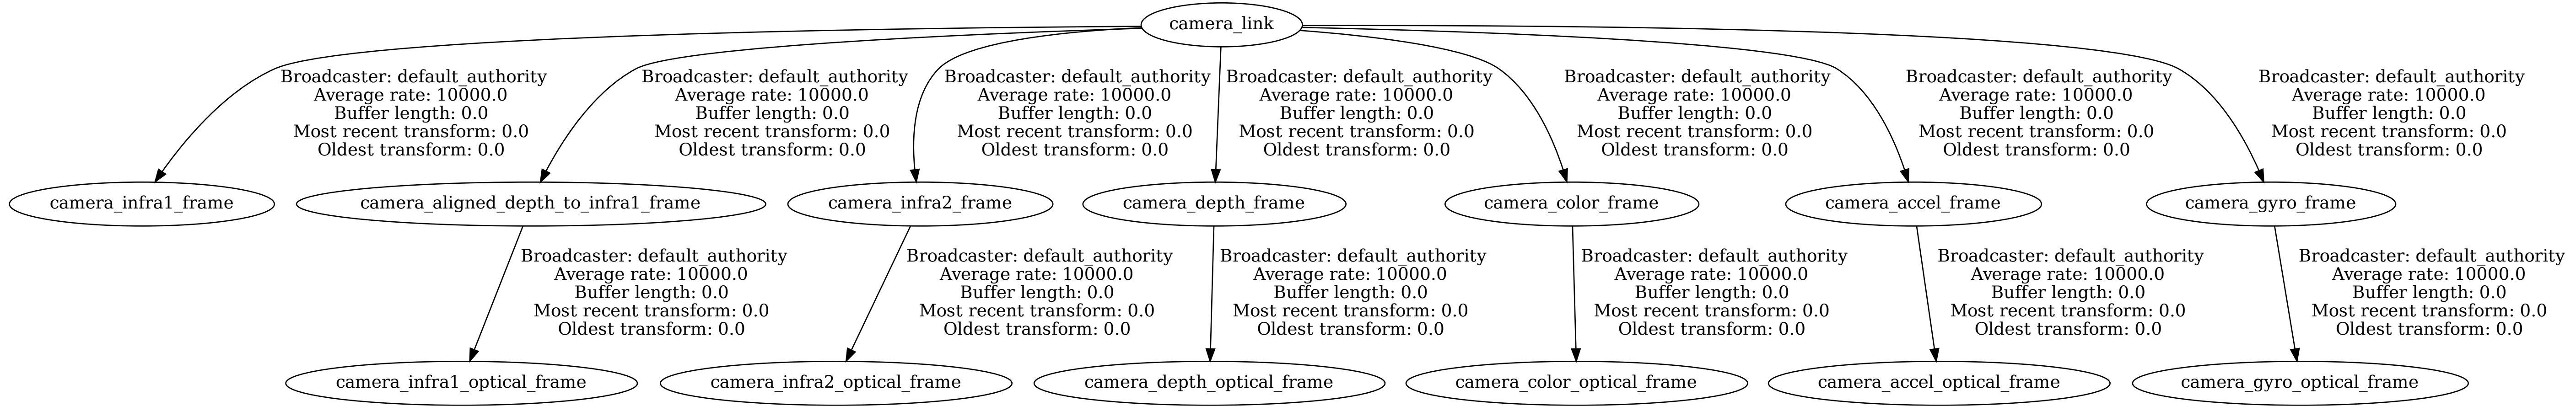 camera_link
Broadcaster: default_authority
Average rate: 10000.0
Buffer length: 0.0
Most recent transform: 0.0
Oldest transform: 0.0
Broadcaster: default_authority
Average rate: 10000.0
Buffer length: 0.0
Most recent transform: 0.0
Oldest transform: 0.0
Broadcaster: default_authority
Average rate: 10000.0
Buffer length: 0.0
Most recent transform: 0.0
Oldest transform: 0.0
Broadcaster: default_authority
Average rate: 10000.0
Buffer length: 0.0
Most recent transform: 0.0
Oldest transform: 0.0
Broadcaster: default_authority
Average rate: 10000.0
Buffer length: 0.0
Most recent transform: 0.0
Oldest transform: 0.0
Broadcaster: default_authority
Average rate: 10000.0
Buffer length: 0.0
Most recent transform: 0.0
Oldest transform: 0.0
Broadcaster: default_authority
Average rate: 10000.0
Buffer length: 0.0
Most recent transform: 0.0
Oldest transform: 0.0
camera_infra1_frame
camera_aligned_depth_to_infra1_frame
camera_infra2_frame
camera_depth_frame
camera_color_frame
camera_accel_frame
camera_gyro_frame
Broadcaster: default_authority
Average rate: 10000.0
Buffer length: 0.0
Most recent transform: 0.0
Oldest transform: 0.0
Broadcaster: default_authority
Average rate: 10000.0
Buffer length: 0.0
Most recent transform: 0.0
Oldest transform: 0.0
Broadcaster: default_authority
Average rate: 10000.0
Buffer length: 0.0
Most recent transform: 0.0
Oldest transform: 0.0
Broadcaster: default_authority
Average rate: 10000.0
Buffer length: 0.0
Most recent transform: 0.0
Oldest transform: 0.0
Broadcaster: default_authority
Average rate: 10000.0
Buffer length: 0.0
Most recent transform: 0.0
Oldest transform: 0.0
Broadcaster: default_authority
Average rate: 10000.0
Buffer length: 0.0
Most recent transform: 0.0
Oldest transform: 0.0
camera_infra1_optical_frame
camera_infra2_optical_frame
camera_depth_optical_frame
camera_color_optical_frame
camera_accel_optical_frame
camera_gyro_optical_frame